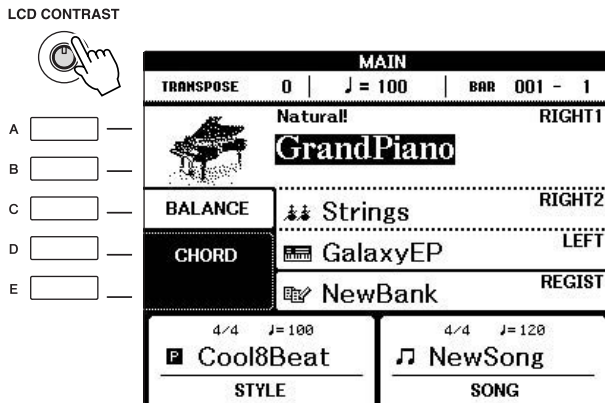 LCD CONTRAST
MAIN
TRANSPOSE 0 ♩= 100 BAR 001 - 1
A
Natural! RIGHT1
GrandPiano
B
C BALANCE Strings RIGHT2
D CHORD GalaxyEP LEFT
E NewBank REGIST
4/4 ♩=100 4/4 ♩=120
P Cool8Beat ♫ NewSong
STYLE SONG